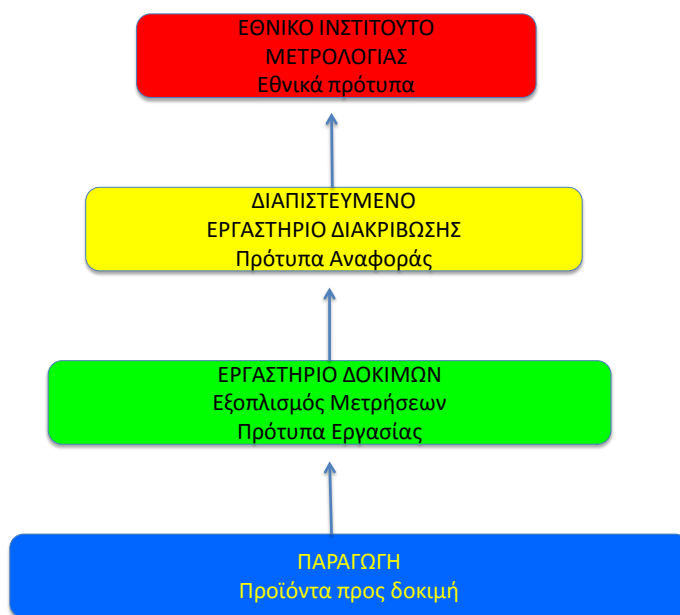 ΕΘΝΙΚΟ ΙΝΣΤΙΤΟΥΤΟ
ΜΕΤΡΟΛΟΓΙΑΣ
Εθνικά πρότυπα
ΔΙΑΠΙΣΤΕΥΜΕΝΟ
ΕΡΓΑΣΤΗΡΙΟ ΔΙΑΚΡΙΒΩΣΗΣ
Πρότυπα Αναφοράς
ΕΡΓΑΣΤΗΡΙΟ ΔΟΚΙΜΩΝ
Εξοπλισμός Μετρήσεων
Πρότυπα Εργασίας
ΠΑΡΑΓΩΓΗ
Προϊόντα προς δοκιμή